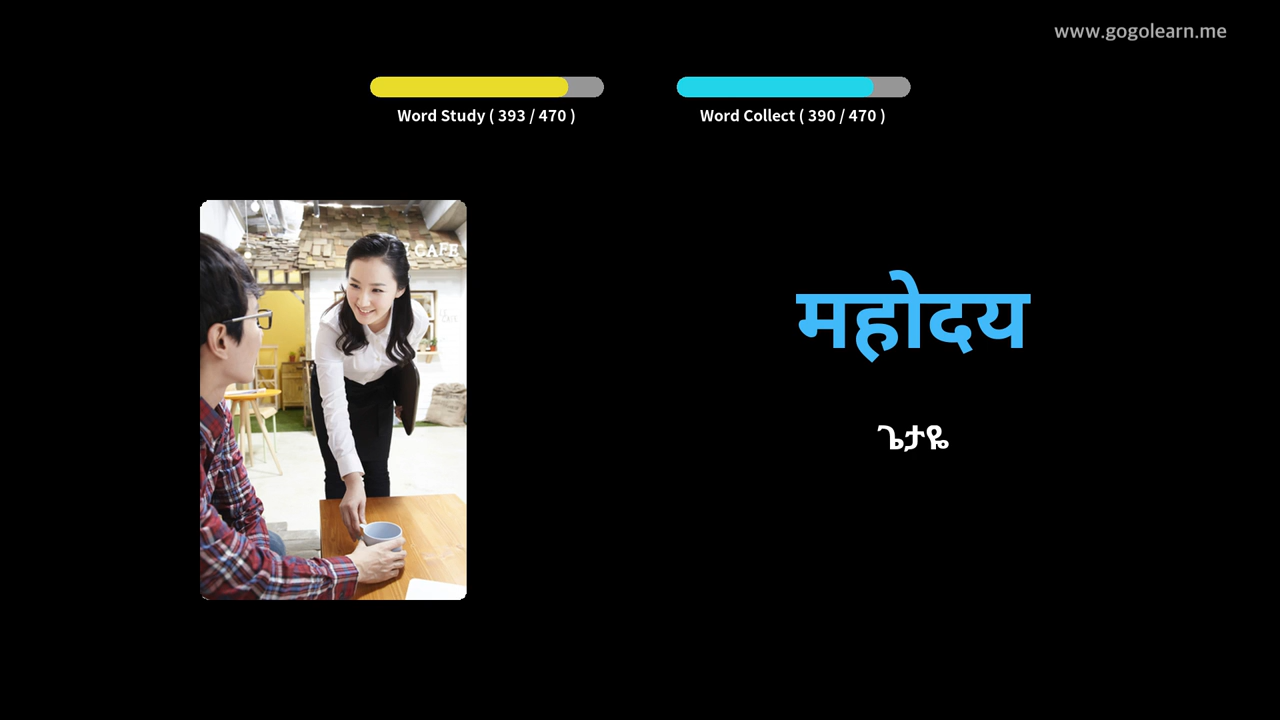 www.gogolearn.me
Word Study ( 393 / 470 )
Word Collect ( 390 / 470 )
CAFE
महोदय
ጌታዬ